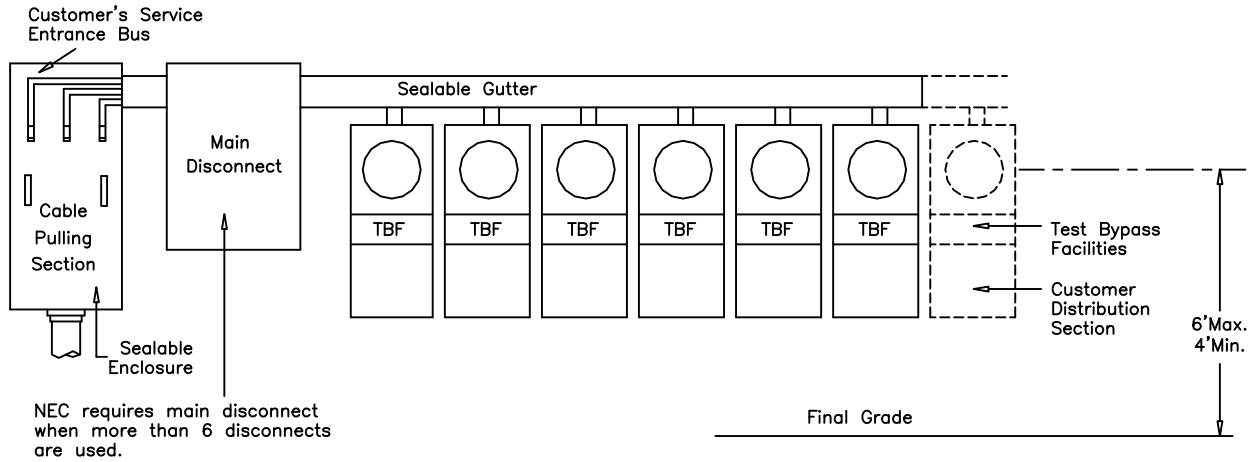 Customer's Service
Entrance Bus
Sealable Gutter
Main
Disconnect
Cable
Pulling
Section
TBF
TBF
TBF
TBF
TBF
TBF
Test Bypass
Facilities
Customer
Distribution
Section
6'Max.
4'Min.
Sealable
Enclosure
NEC requires main disconnect
when more than 6 disconnects
are used.
Final Grade